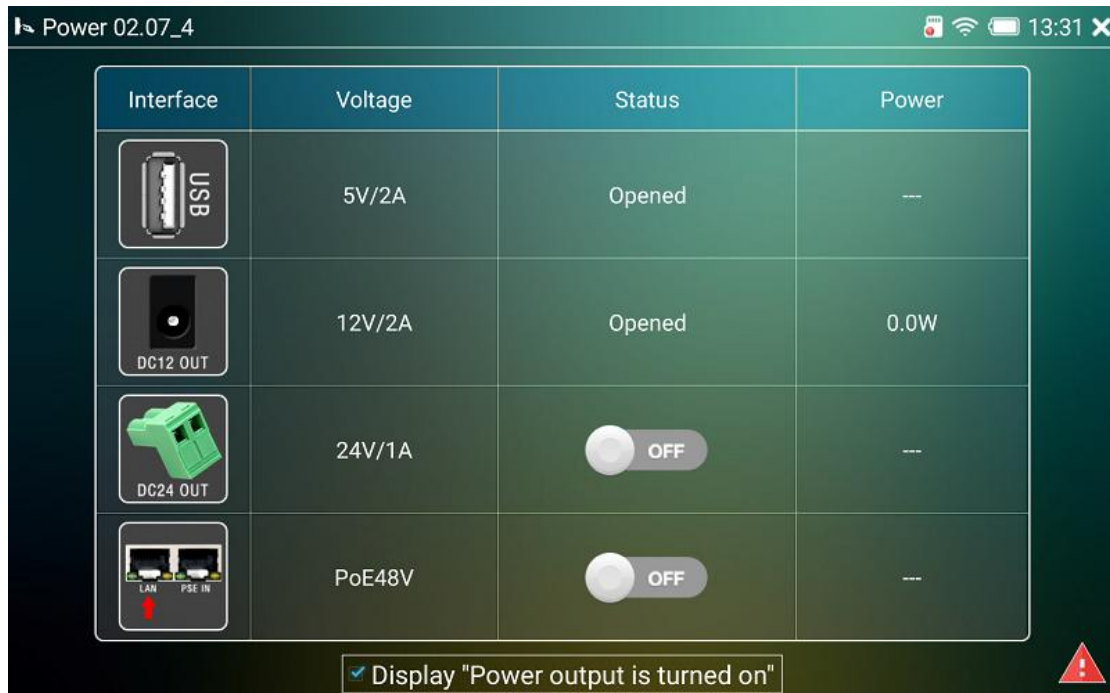 Power 02.07_4 13:31
Interface Voltage Status Power
USB 5V/2A Opened ---
DC12 OUT 12V/2A Opened 0.0W
DC24 OUT 24V/1A OFF ---
LAN PSE IN PoE48V OFF ---
Display "Power output is turned on"